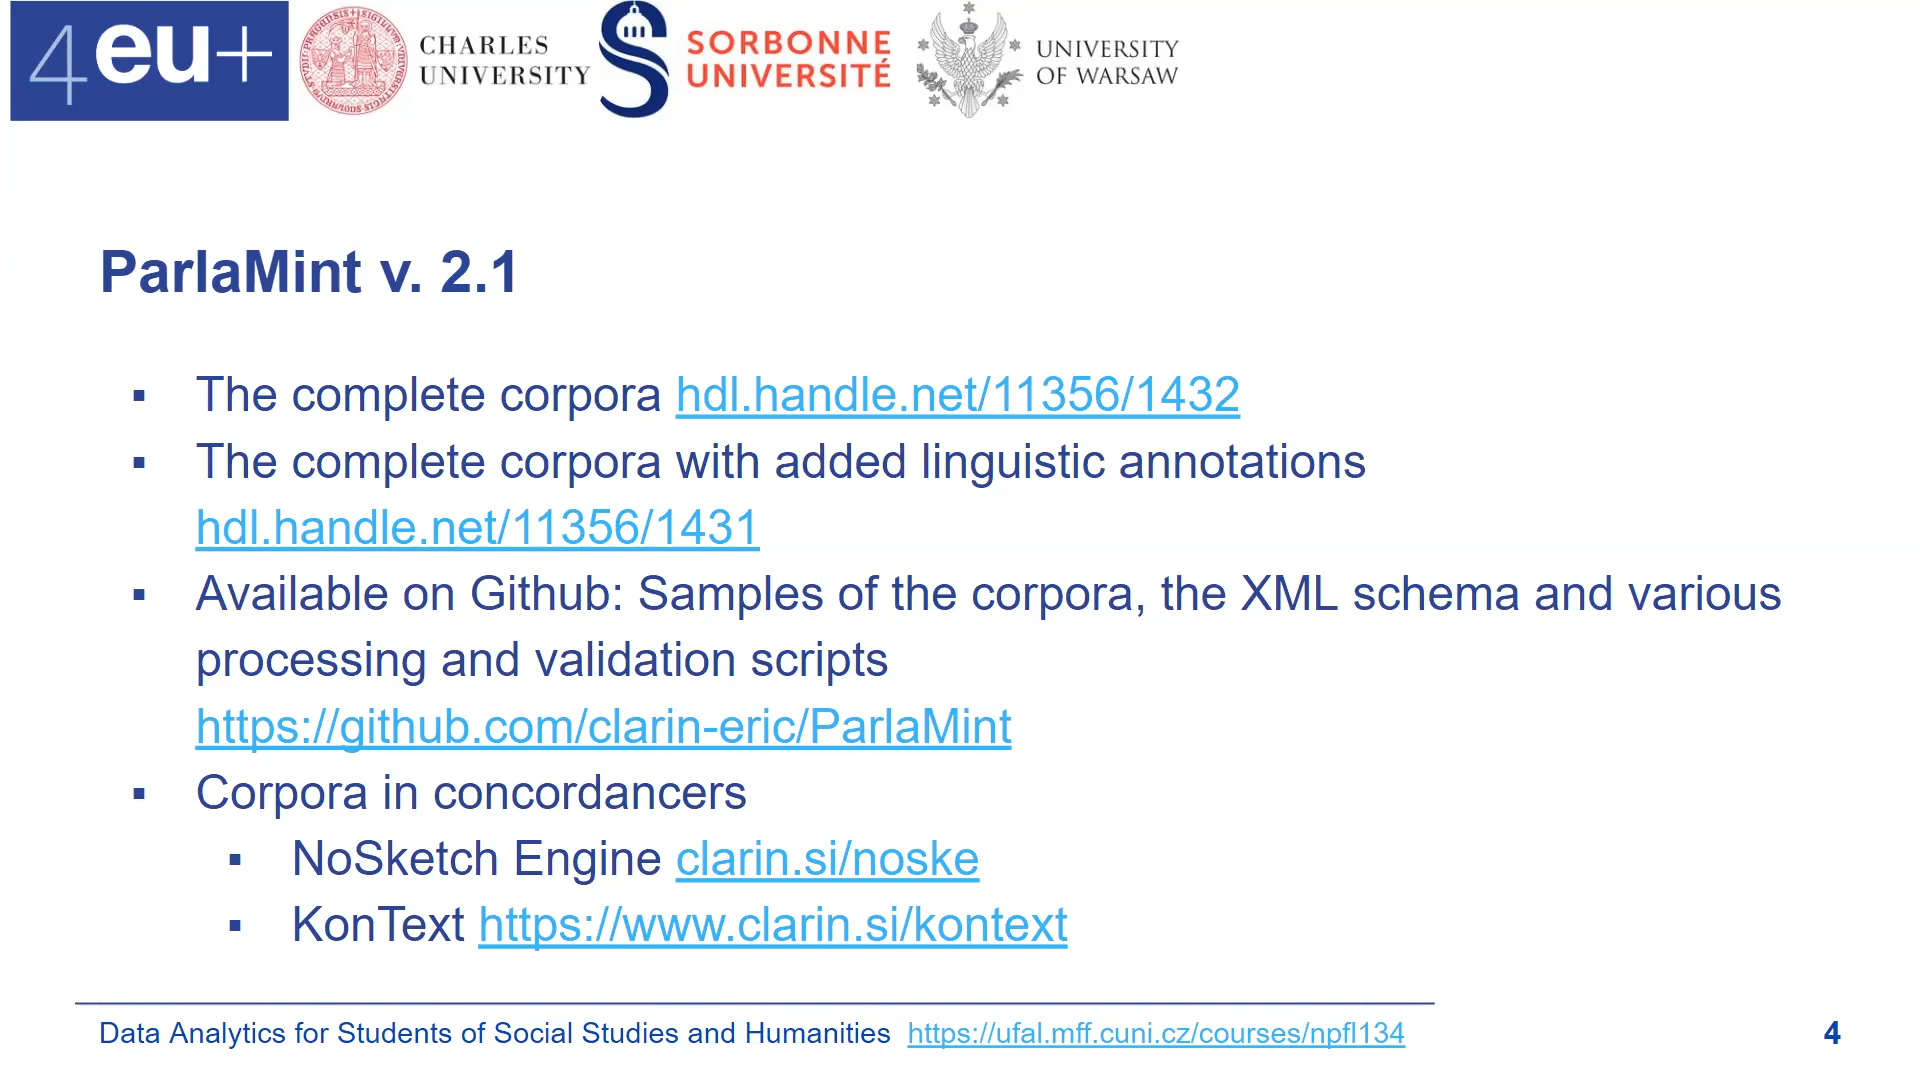 4eu+
CHARLES
UNIVERSITY
SORBONNE
UNIVERSITÉ
UNIVERSITY
OF WARSAW
ParlaMint v. 2.1
▪ The complete corpora hdl.handle.net/11356/1432
▪ The complete corpora with added linguistic annotations
hdl.handle.net/11356/1431
▪ Available on Github: Samples of the corpora, the XML schema and various
processing and validation scripts
https://github.com/clarin-eric/ParlaMint
▪ Corpora in concordancers
▪ NoSketch Engine clarin.si/noske
▪ KonText https://www.clarin.si/kontext
Data Analytics for Students of Social Studies and Humanities https://ufal.mff.cuni.cz/courses/npfl134
4